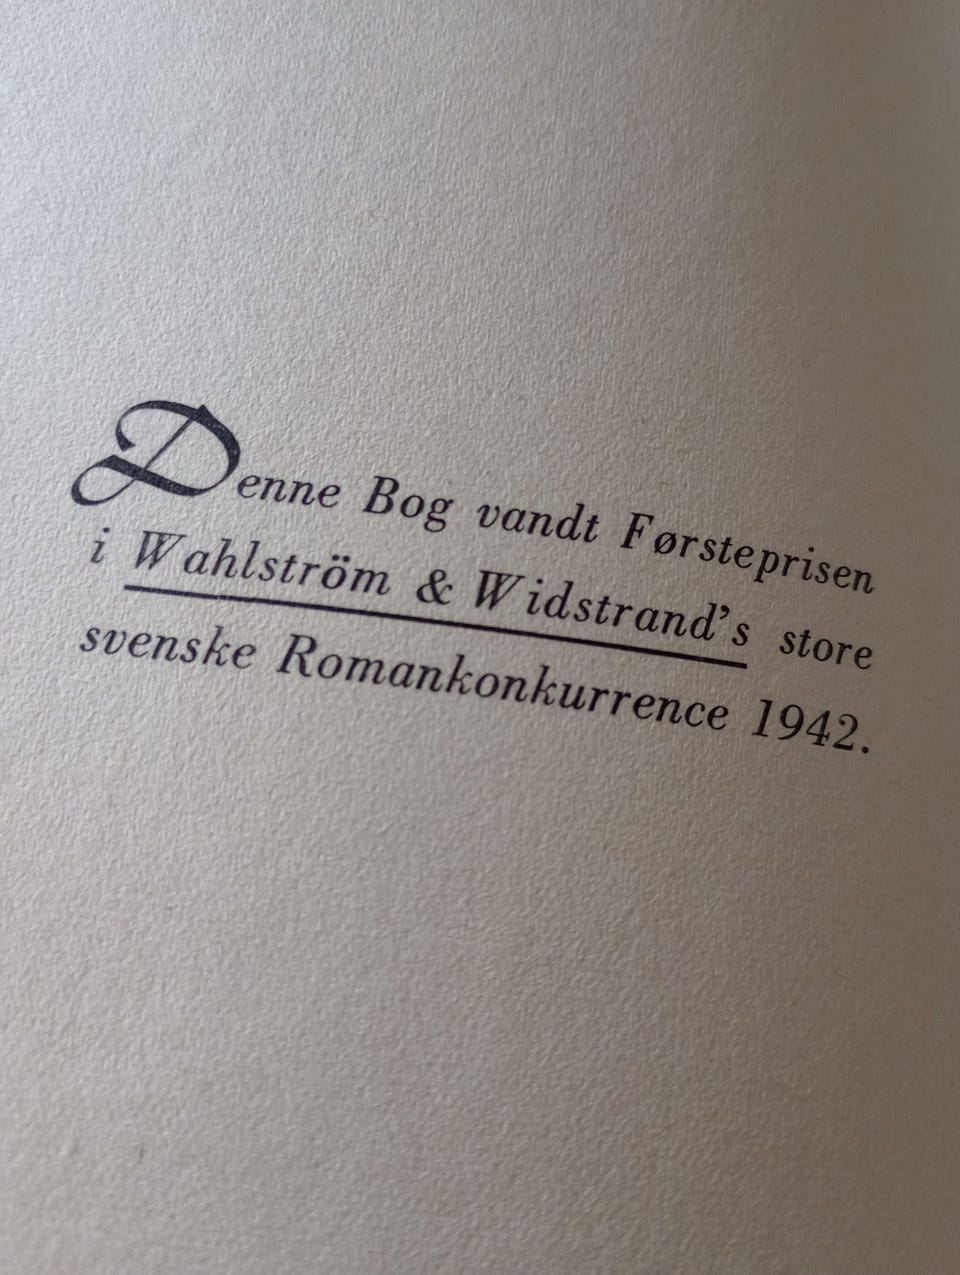 Denne Bog vandt Førsteprisen
i Wahlström & Widstrand's store
svenske Romankonkurrence 1942.